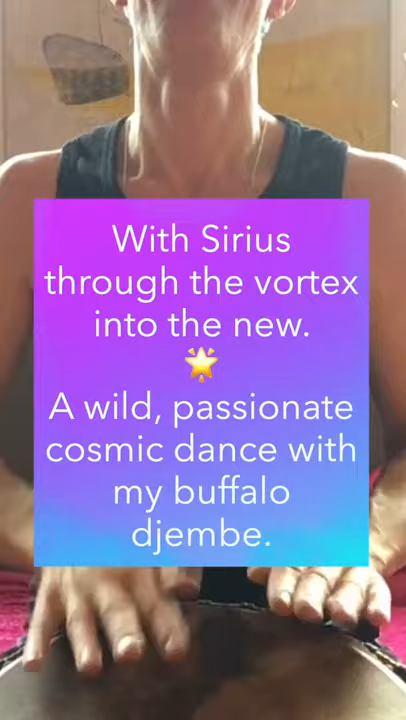 With Sirius
through the vortex
into the new.
🌟
A wild, passionate
cosmic dance with
my buffalo
djembe.